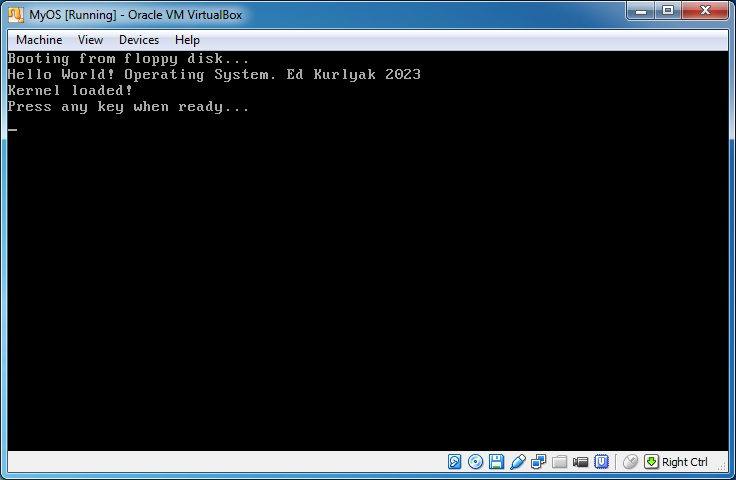 MyOS [Running] - Oracle VM VirtualBox
Machine View Devices Help
Booting from floppy disk...
Hello World! Operating System. Ed Kurlyak 2023
Kernel loaded!
Press any key when ready...
_
Right Ctrl